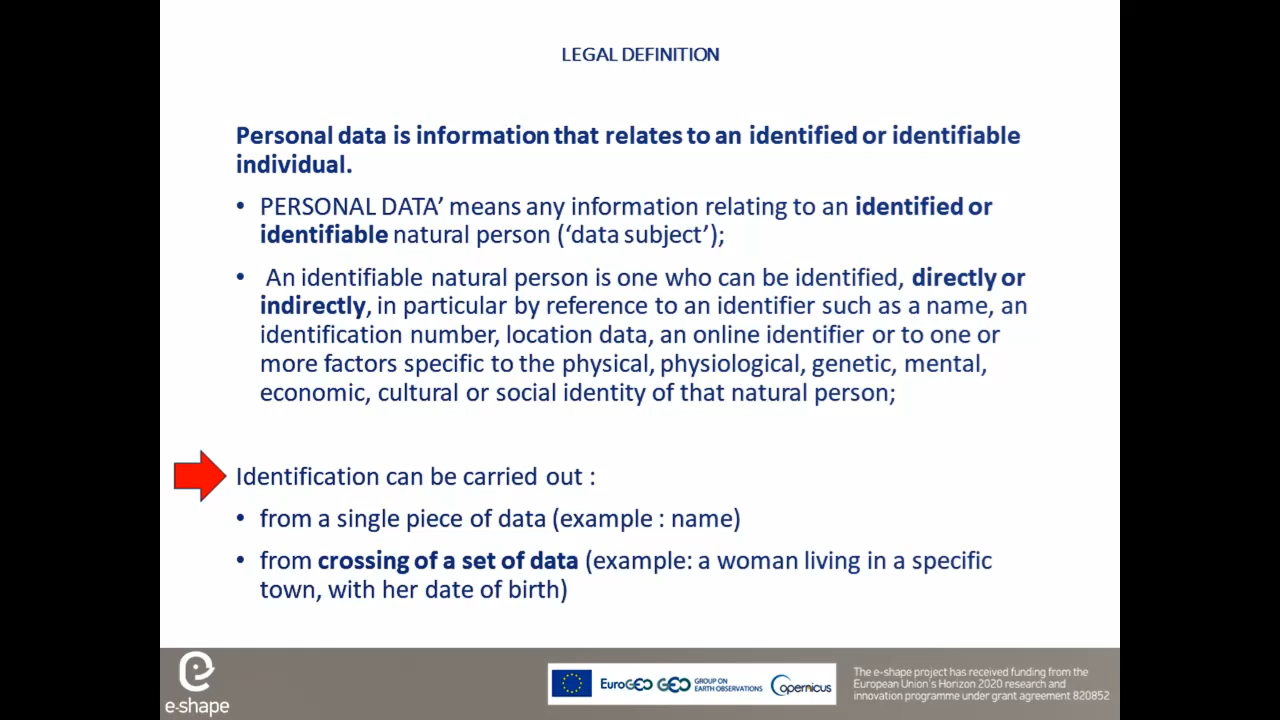 LEGAL DEFINITION
Personal data is information that relates to an identified or identifiable
individual.
• PERSONAL DATA’ means any information relating to an identified or
identifiable natural person (‘data subject’);
• An identifiable natural person is one who can be identified, directly or
indirectly, in particular by reference to an identifier such as a name, an
identification number, location data, an online identifier or to one or
more factors specific to the physical, physiological, genetic, mental,
economic, cultural or social identity of that natural person;
Identification can be carried out :
• from a single piece of data (example : name)
• from crossing of a set of data (example: a woman living in a specific
town, with her date of birth)
e-shape
EuroGEO
GEO
GROUP ON
EARTH OBSERVATIONS
Copernicus
The e-shape project has received funding from the
European Union's Horizon 2020 research and
innovation programme under grant agreement 820852